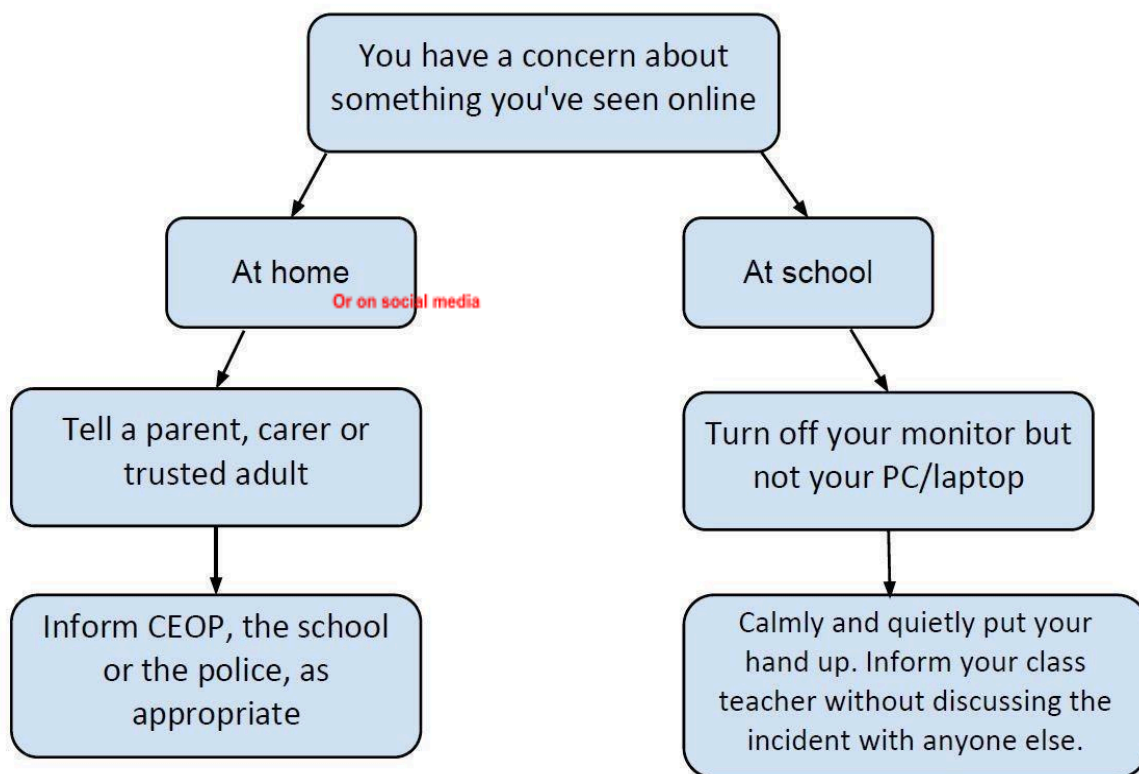 You have a concern about
something you've seen online
At home
Or on social media
At school
Tell a parent, carer or
trusted adult
Turn off your monitor but
not your PC/laptop
Inform CEOP, the school
or the police, as
appropriate
Calmly and quietly put your
hand up. Inform your class
teacher without discussing the
incident with anyone else.